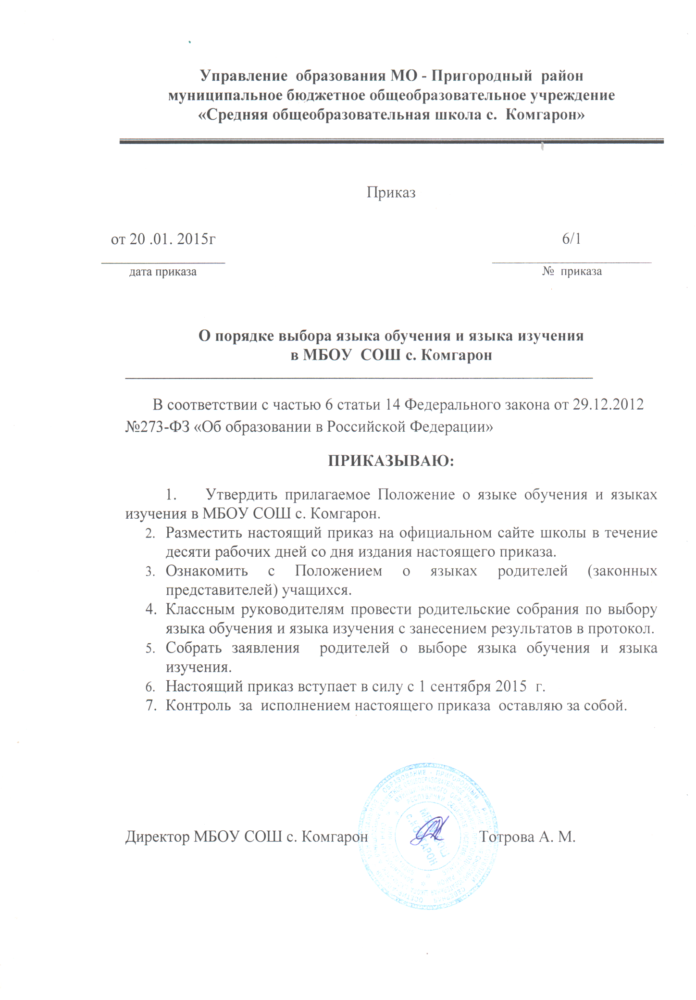 Управление образования МО - Пригородный район
муниципальное бюджетное общеобразовательное учреждение
«Средняя общеобразовательная школа с. Комгарон»
Приказ
от 20 .01. 2015г 6/1
дата приказа № приказа
О порядке выбора языка обучения и языка изучения
в МБОУ СОШ с. Комгарон
В соответствии с частью 6 статьи 14 Федерального закона от 29.12.2012
№273-ФЗ «Об образовании в Российской Федерации»
ПРИКАЗЫВАЮ:
1. Утвердить прилагаемое Положение о языке обучения и языках
изучения в МБОУ СОШ с. Комгарон.
2. Разместить настоящий приказ на официальном сайте школы в течение
десяти рабочих дней со дня издания настоящего приказа.
3. Ознакомить с Положением о языках родителей (законных
представителей) учащихся.
4. Классным руководителям провести родительские собрания по выбору
языка обучения и языка изучения с занесением результатов в протокол.
5. Собрать заявления родителей о выборе языка обучения и языка
изучения.
6. Настоящий приказ вступает в силу с 1 сентября 2015 г.
7. Контроль за исполнением настоящего приказа оставляю за собой.
Директор МБОУ СОШ с. Комгарон Тотрова А. М.
ОБРАЗОВАНИЕ - ПРИГОРОДНЫЙ
СЕВЕРНАЯ ОСЕТИЯ